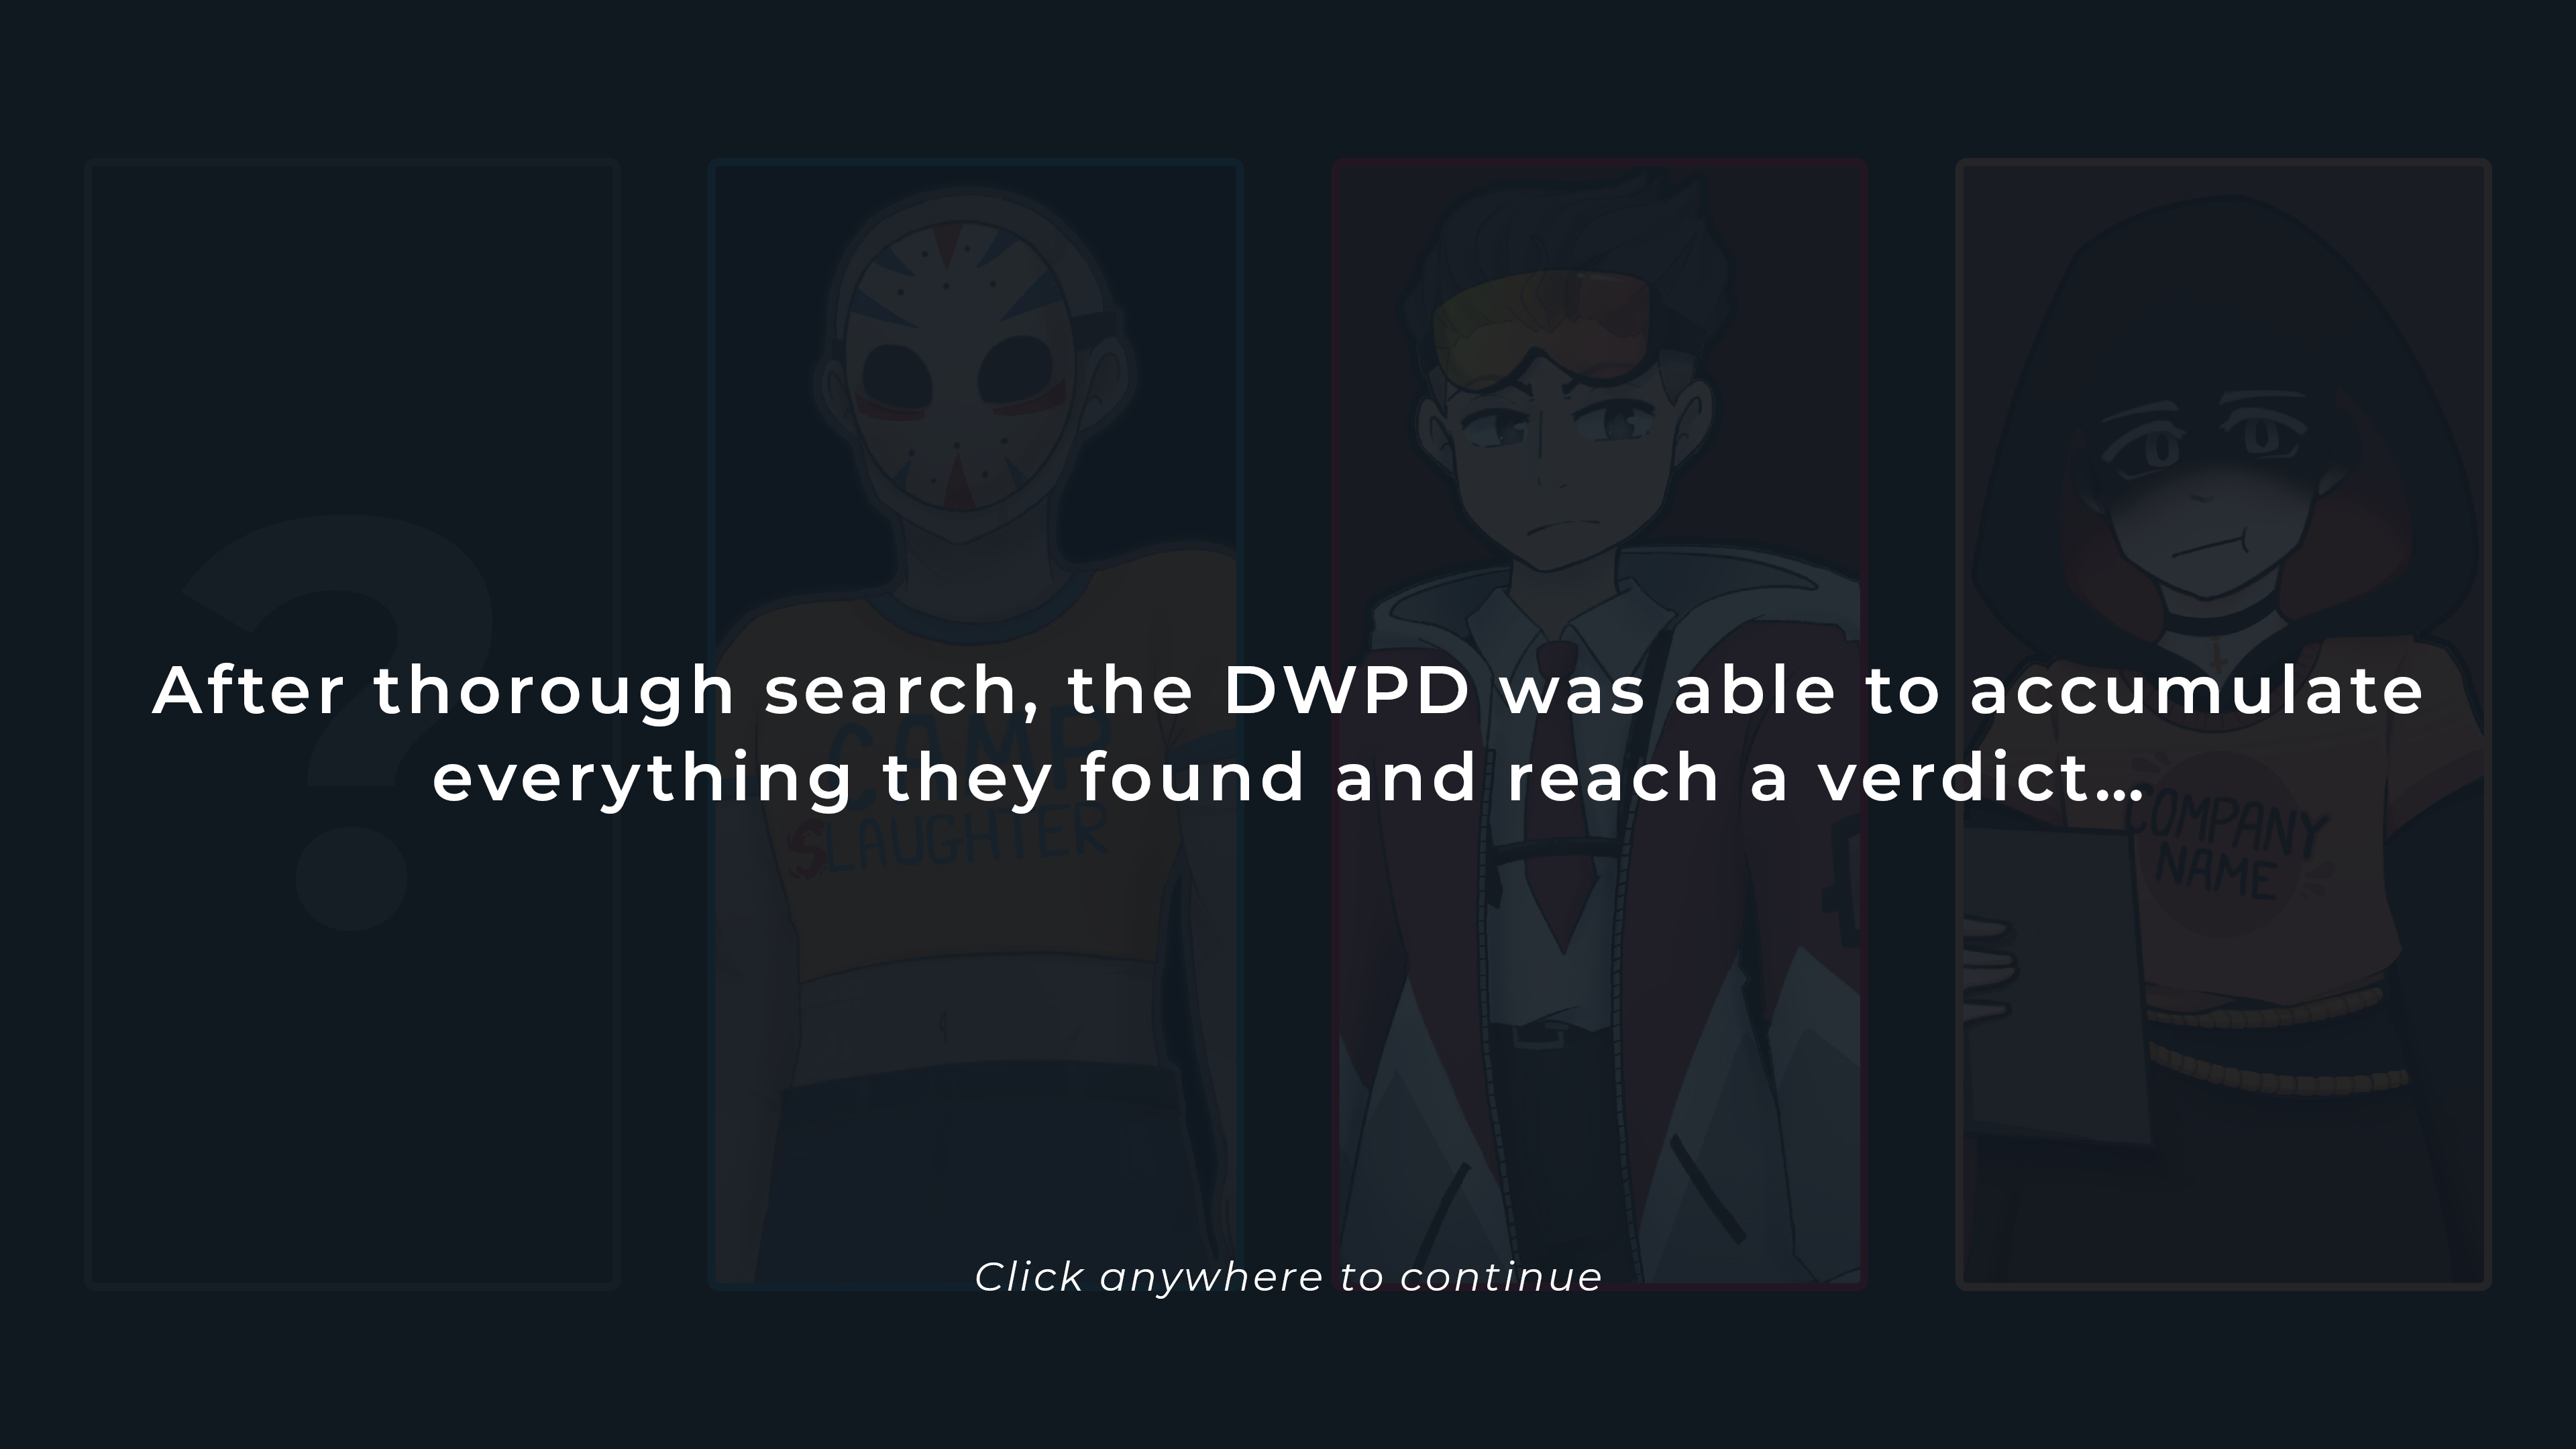 After thorough search, the DWPD was able to accumulate
everything they found and reach a verdict...
CAMP
SLAUGHTER
COMPANY
NAME
Click anywhere to continue
?